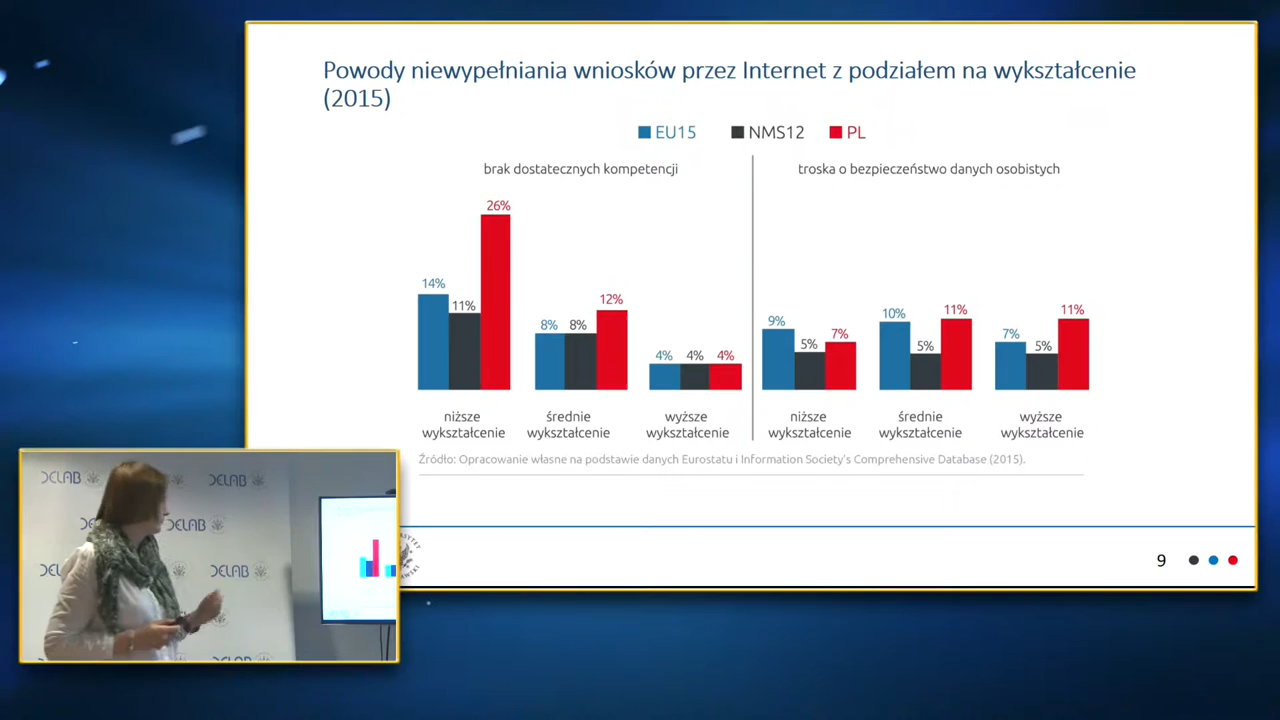 Powody niewypełniania wniosków przez Internet z podziałem na wykształcenie
(2015)
EU15 NMS12 PL
brak dostatecznych kompetencji
troska o bezpieczeństwo danych osobistych
14% 11% 26%
8% 8% 12%
4% 4% 4%
9% 5% 7%
10% 5% 11%
7% 5% 11%
niższe
wykształcenie
średnie
wykształcenie
wyższe
wykształcenie
niższe
wykształcenie
średnie
wykształcenie
wyższe
wykształcenie
Źródło: Opracowanie własne na podstawie danych Eurostatu i Information Society's Comprehensive Database (2015).
9
DELAB
DELAB
DELAB
DELAB
DELAB